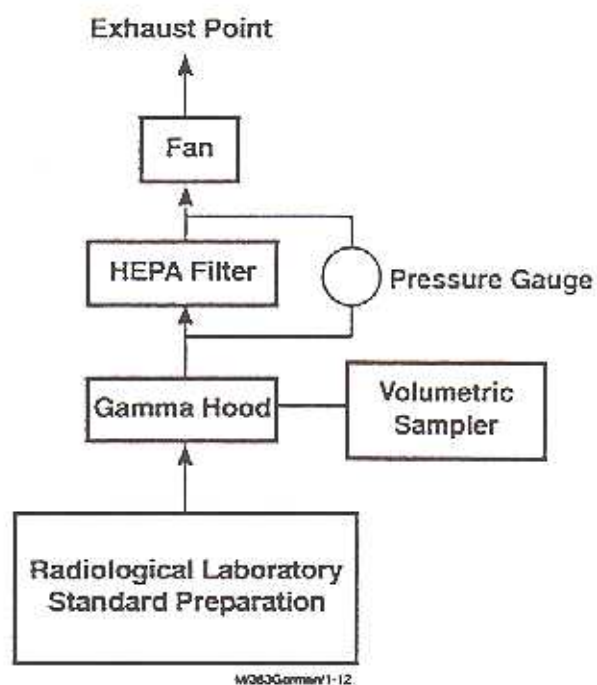 Exhaust Point
Fan
HEPA Filter
Pressure Gauge
Gamma Hood
Volumetric
Sampler
Radiological Laboratory
Standard Preparation